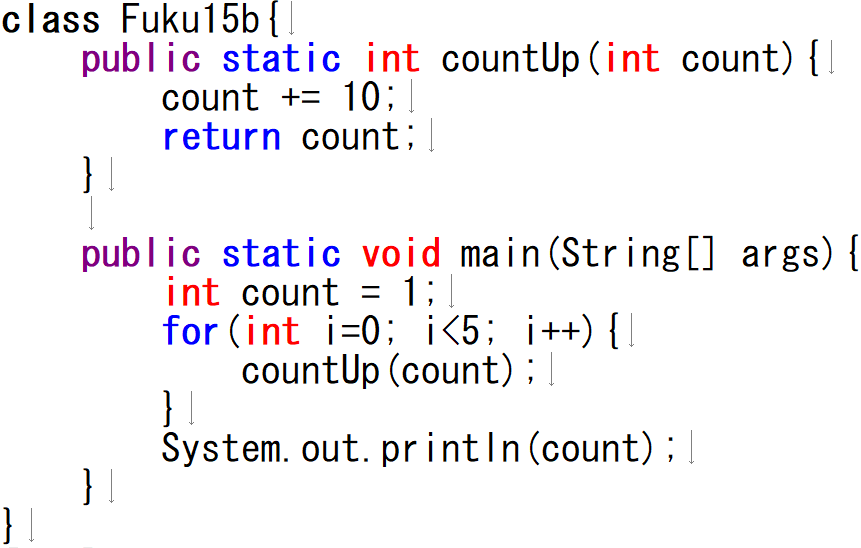 class Fuku15b{
    public static int countUp(int count){
        count += 10;
        return count;
    }
    
    public static void main(String[] args){
        int count = 1;
        for(int i=0; i<5; i++){
            countUp(count);
        }
        System.out.println(count);
    }
}